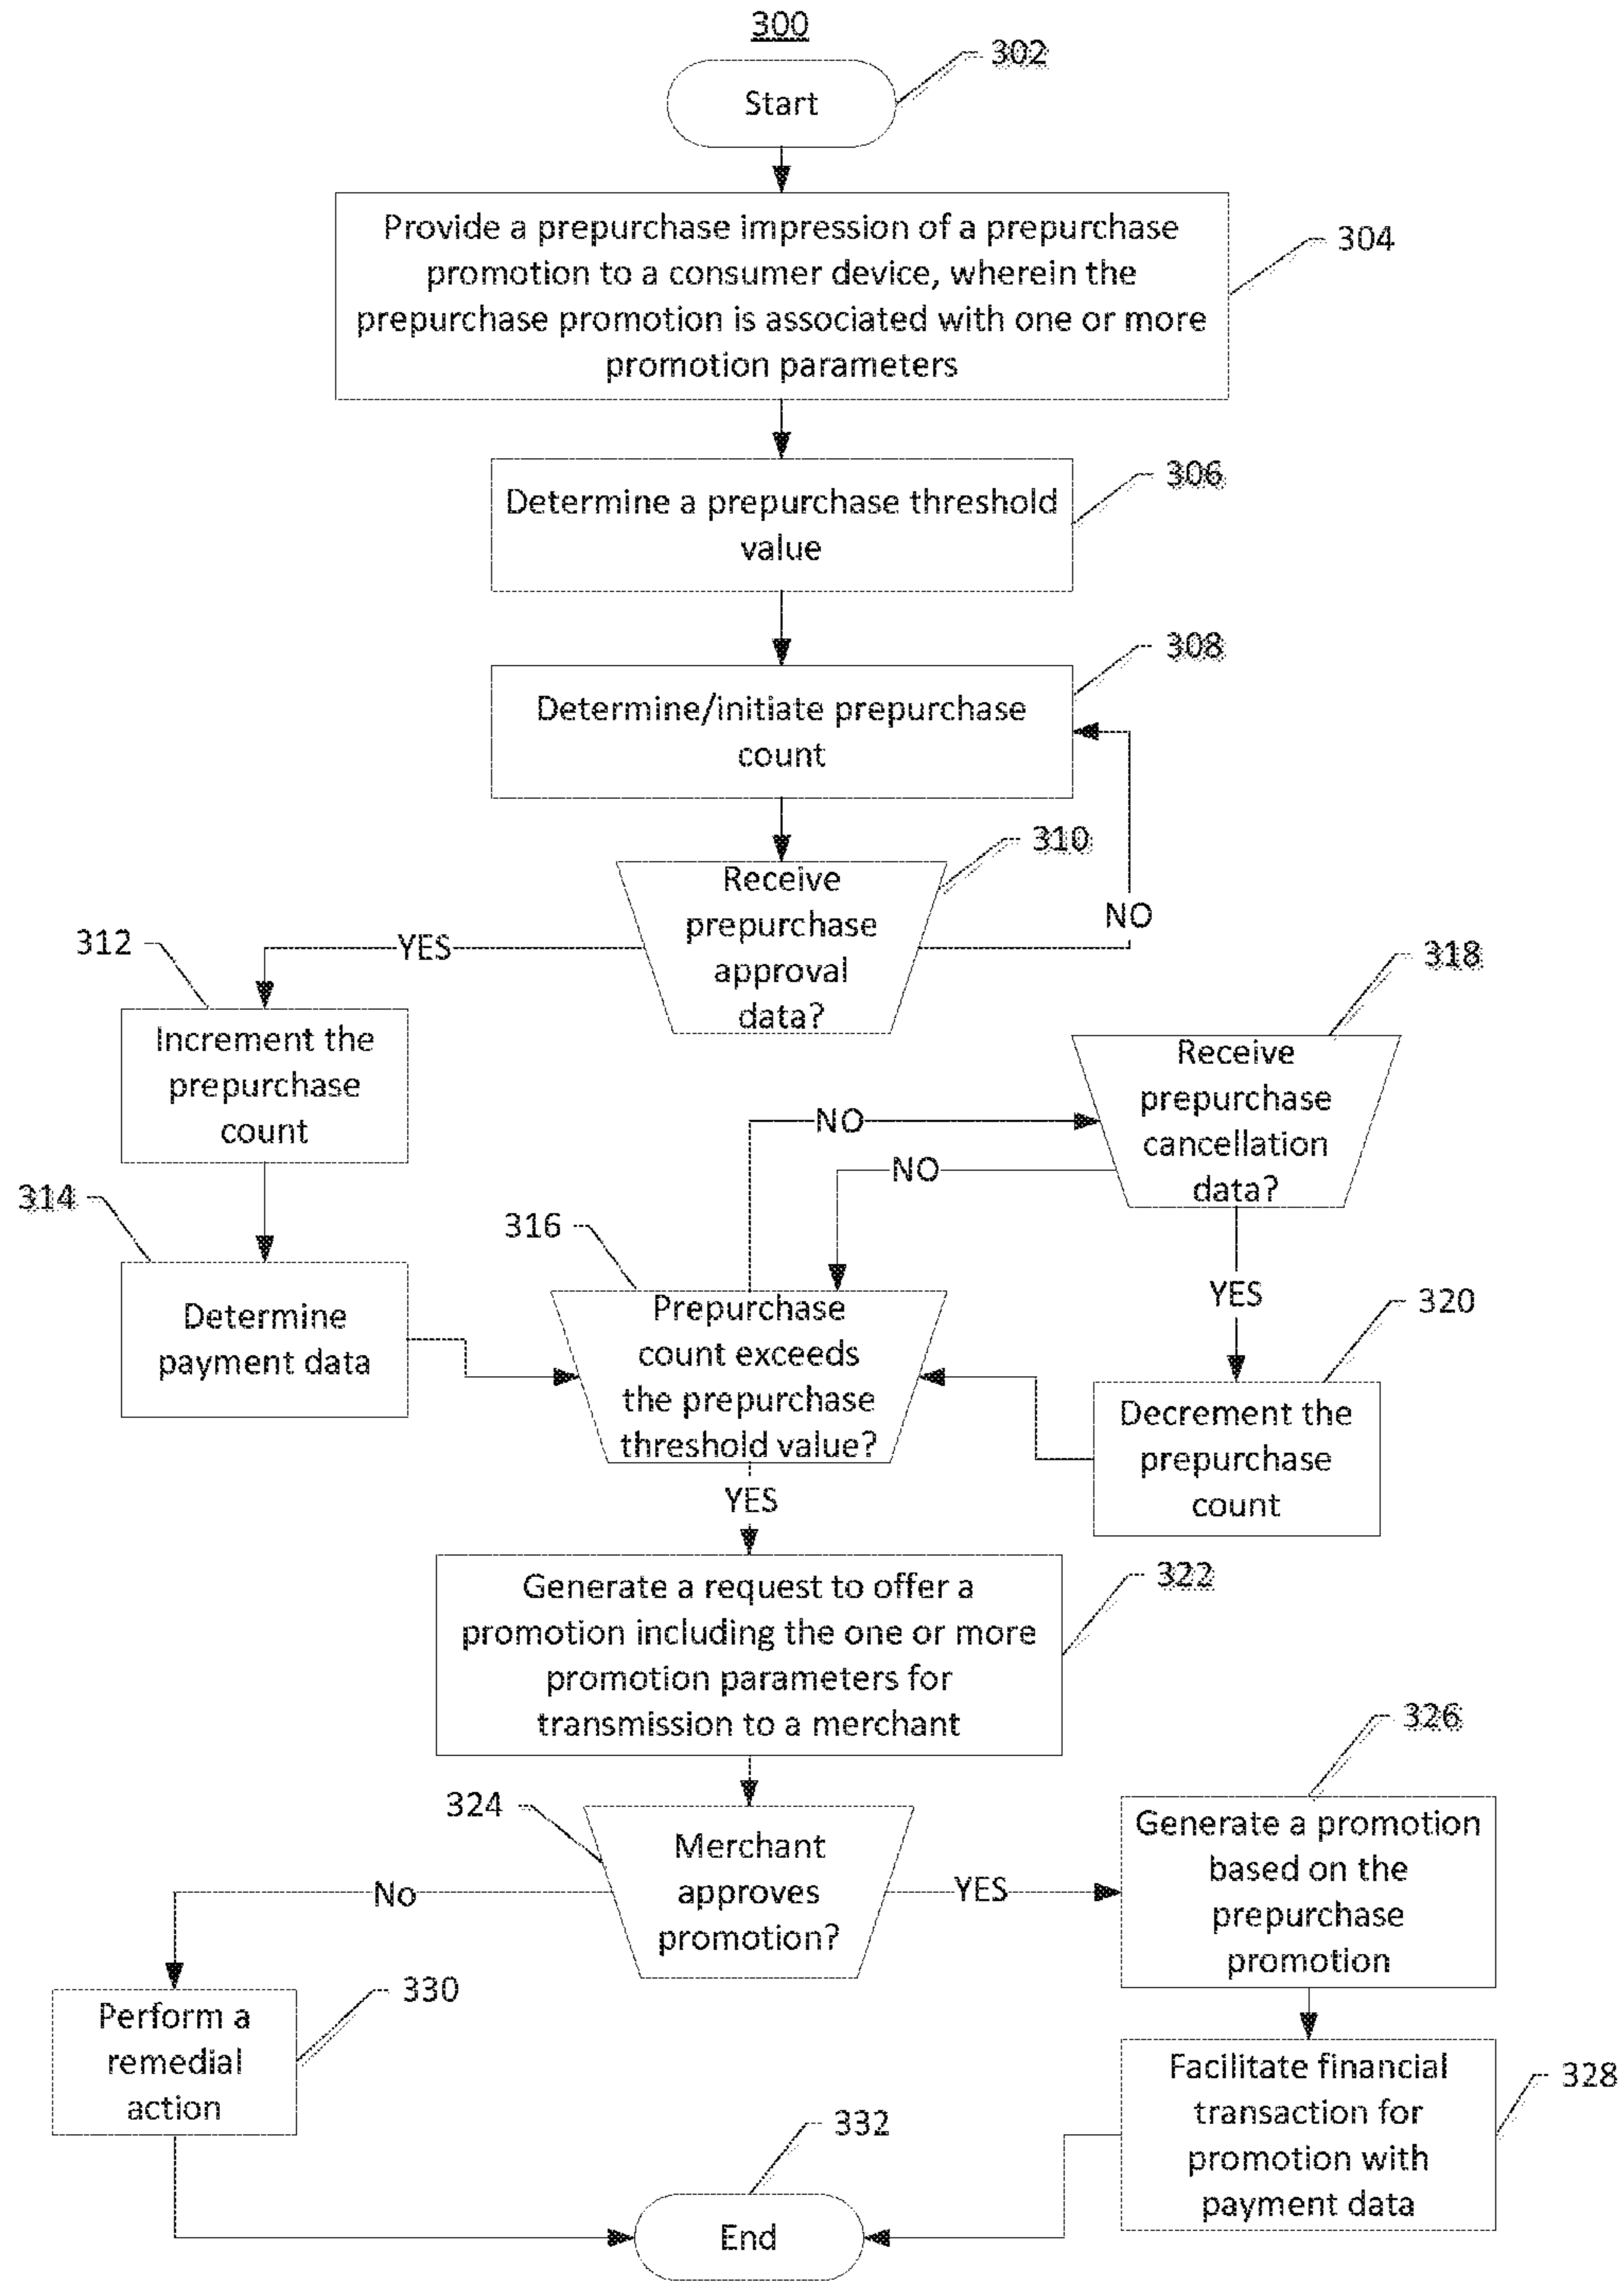 300
302
Start
Provide a prepurchase impression of a prepurchase
promotion to a consumer device, wherein the
prepurchase promotion is associated with one or more
promotion parameters
304
306
Determine a prepurchase threshold
value
308
Determine/initiate prepurchase
count
310
Receive
prepurchase
approval
data?
NO
YES
312
Increment the
prepurchase
count
318
Receive
prepurchase
cancellation
data?
NO
NO
314
Determine
payment data
316
Prepurchase
count exceeds
the prepurchase
threshold value?
YES
320
Decrement the
prepurchase
count
YES
322
Generate a request to offer a
promotion including the one or more
promotion parameters for
transmission to a merchant
324
Merchant
approves
promotion?
No
YES
326
Generate a promotion
based on the
prepurchase
promotion
330
Perform a
remedial
action
328
Facilitate financial
transaction for
promotion with
payment data
332
End